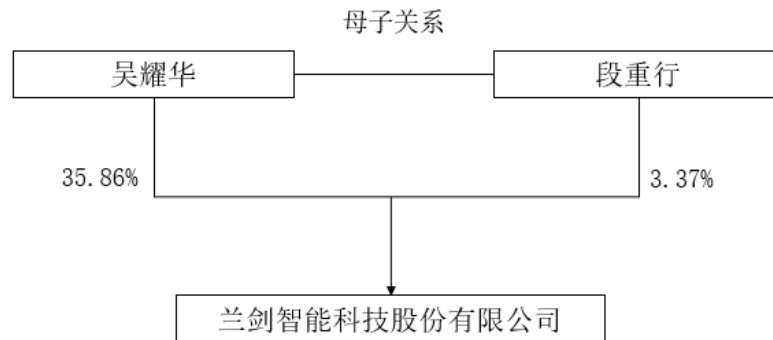 母子关系
吴耀华
段重行
35.86%
3.37%
兰剑智能科技股份有限公司